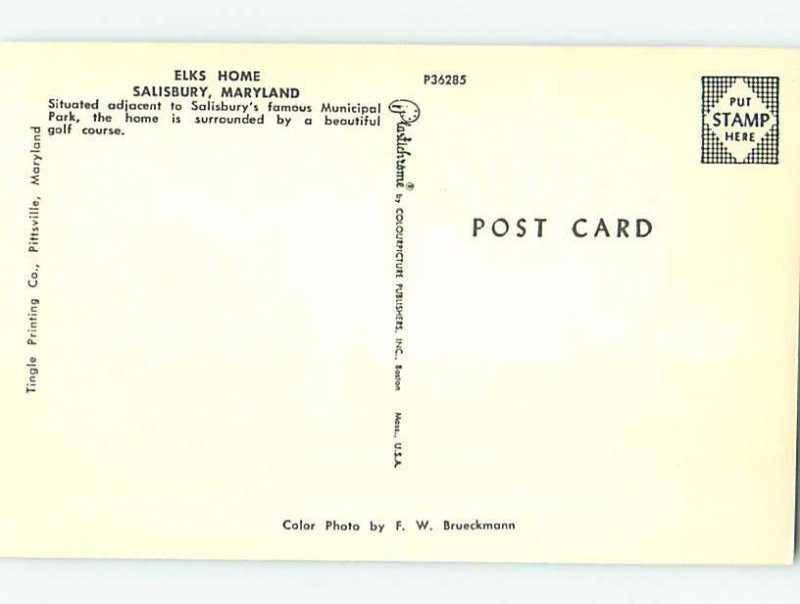 ELKS HOME
SALISBURY, MARYLAND
Situated adjacent to Salisbury's famous Municipal
Park, the home is surrounded by a beautiful
golf course.
Tingle Printing Co., Pittsville, Maryland
P36285
Plastichrome® by COLOURPICTURE PUBLISHERS, INC., Boston Mass., U.S.A.
PUT
STAMP
HERE
POST CARD
Color Photo by F. W. Brueckmann